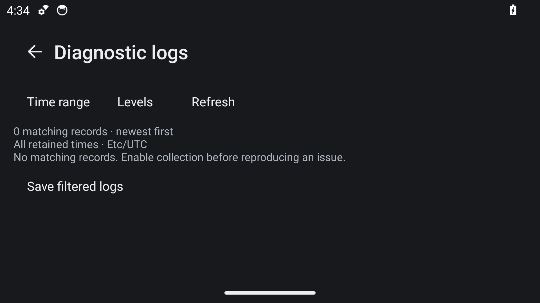 4:34
Diagnostic logs
Time range Levels Refresh
0 matching records · newest first
All retained times · Etc/UTC
No matching records. Enable collection before reproducing an issue.
Save filtered logs